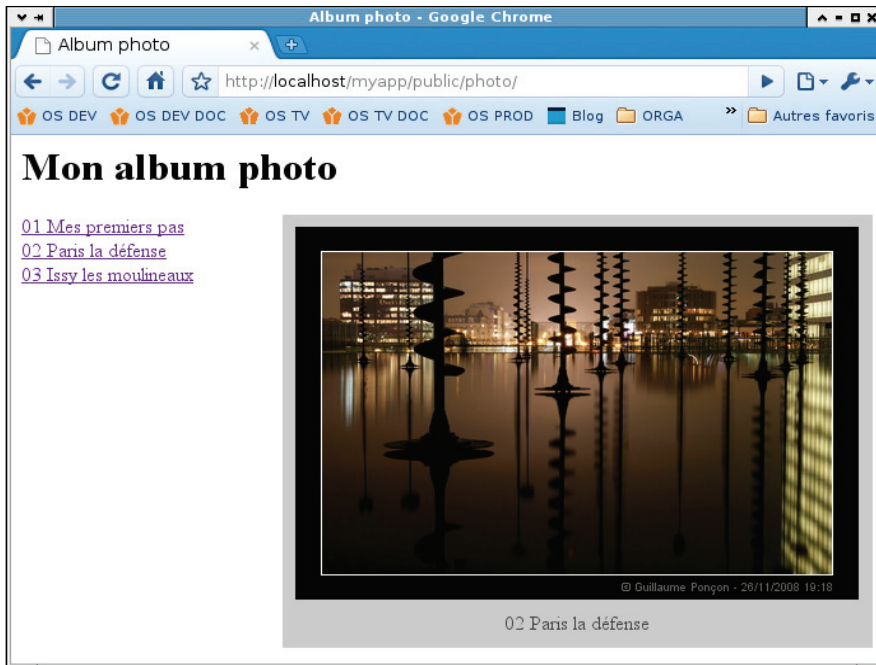 Album photo - Google Chrome
Album photo
http://localhost/myapp/public/photo/
OS DEV OS DEV DOC OS TV OS TV DOC OS PROD Blog ORGA » Autres favoris
Mon album photo
01 Mes premiers pas
02 Paris la défense
03 Issy les moulineaux
© Guillaume Ponçon - 26/11/2008 19:18
02 Paris la défense